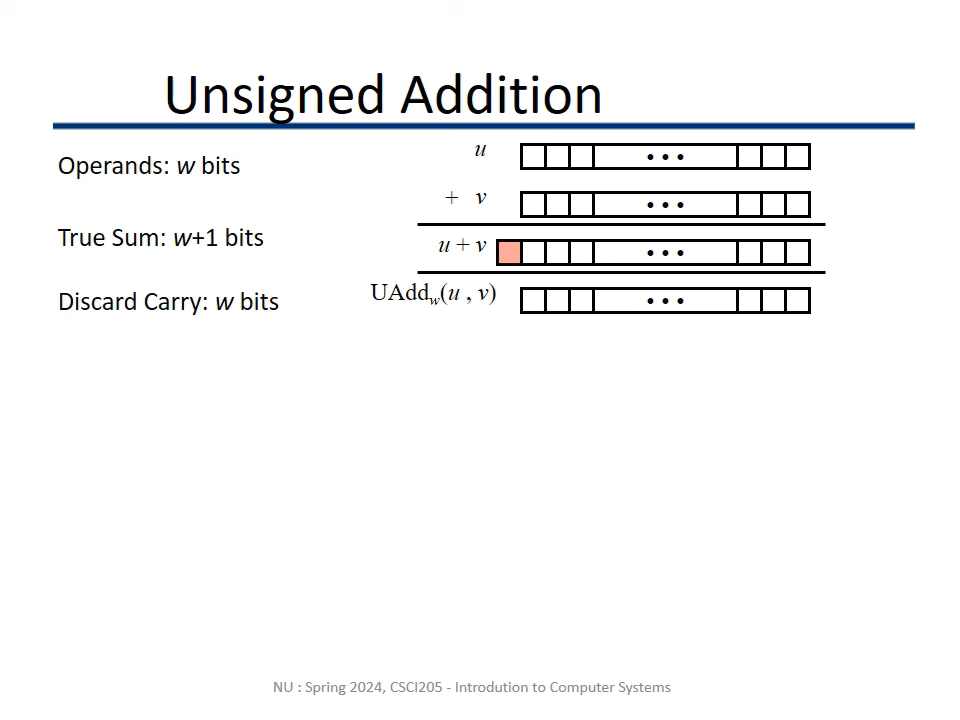 Unsigned Addition
Operands: w bits
u
• • •
+ v
• • •
True Sum: w+1 bits
u + v
• • •
Discard Carry: w bits
UAddw(u , v)
• • •
NU : Spring 2024, CSCI205 - Introdution to Computer Systems